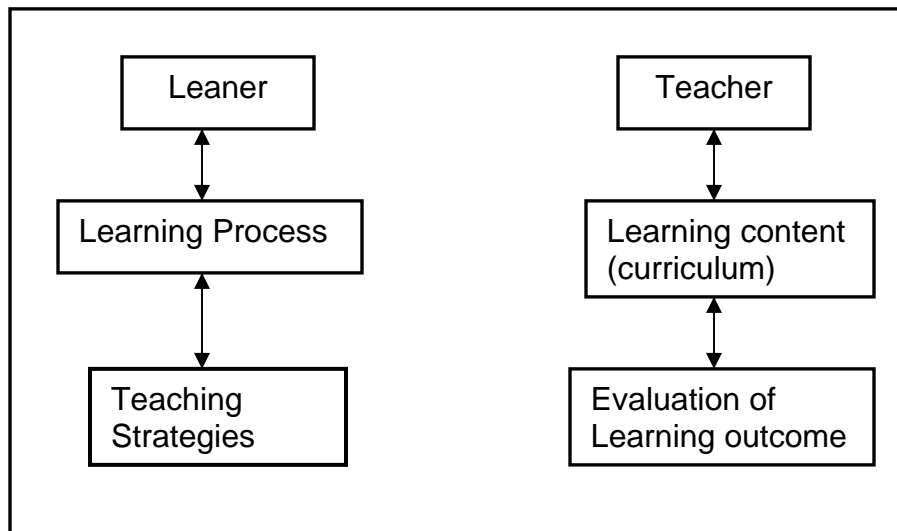 Leaner
Teacher
Learning Process
Learning content
(curriculum)
Teaching
Strategies
Evaluation of
Learning outcome